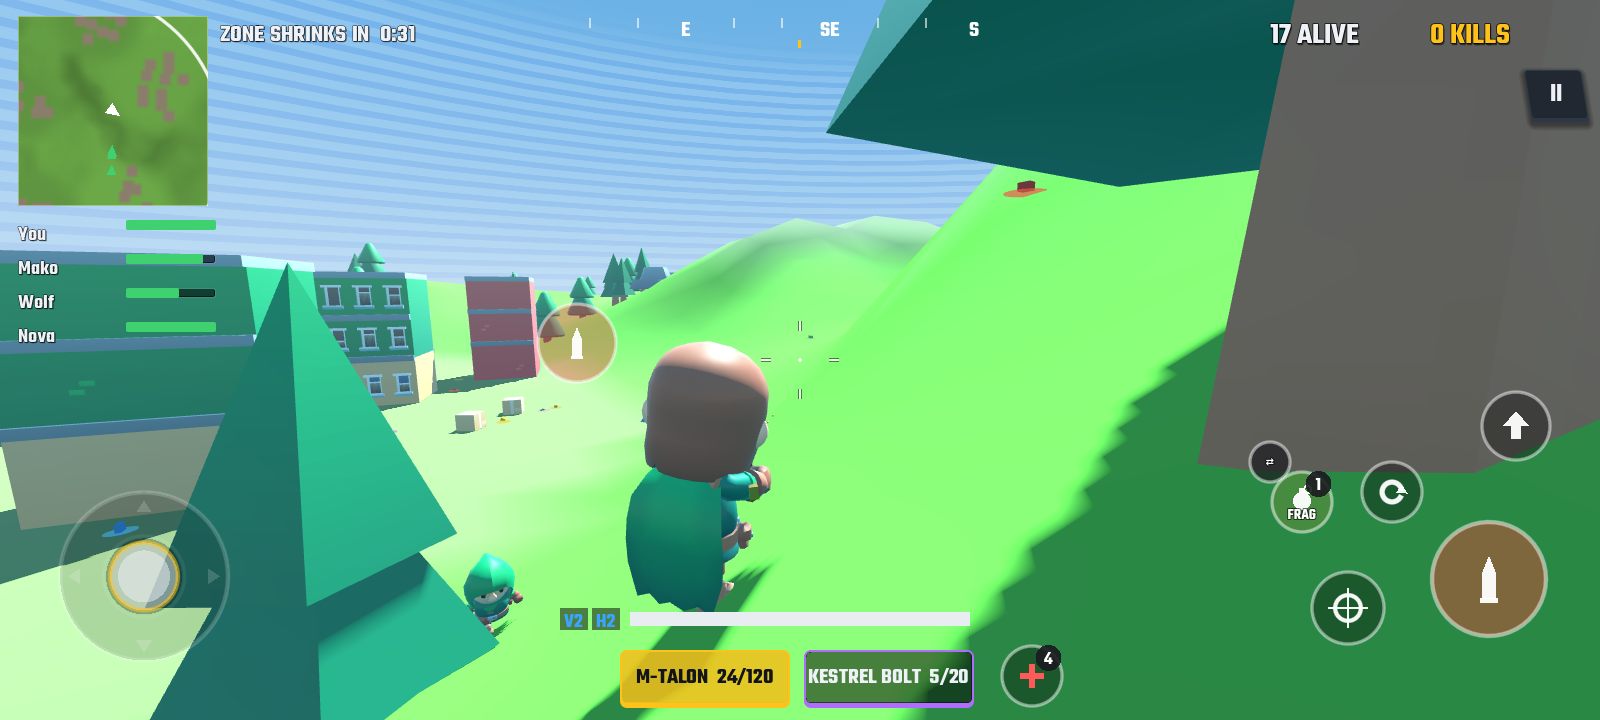 ZONE SHRINKS IN 0:31
E
SE
S
17 ALIVE
0 KILLS
You
Mako
Wolf
Nova
1
FRAG
V2 H2
M-TALON 24/120
KESTREL BOLT 5/20
4